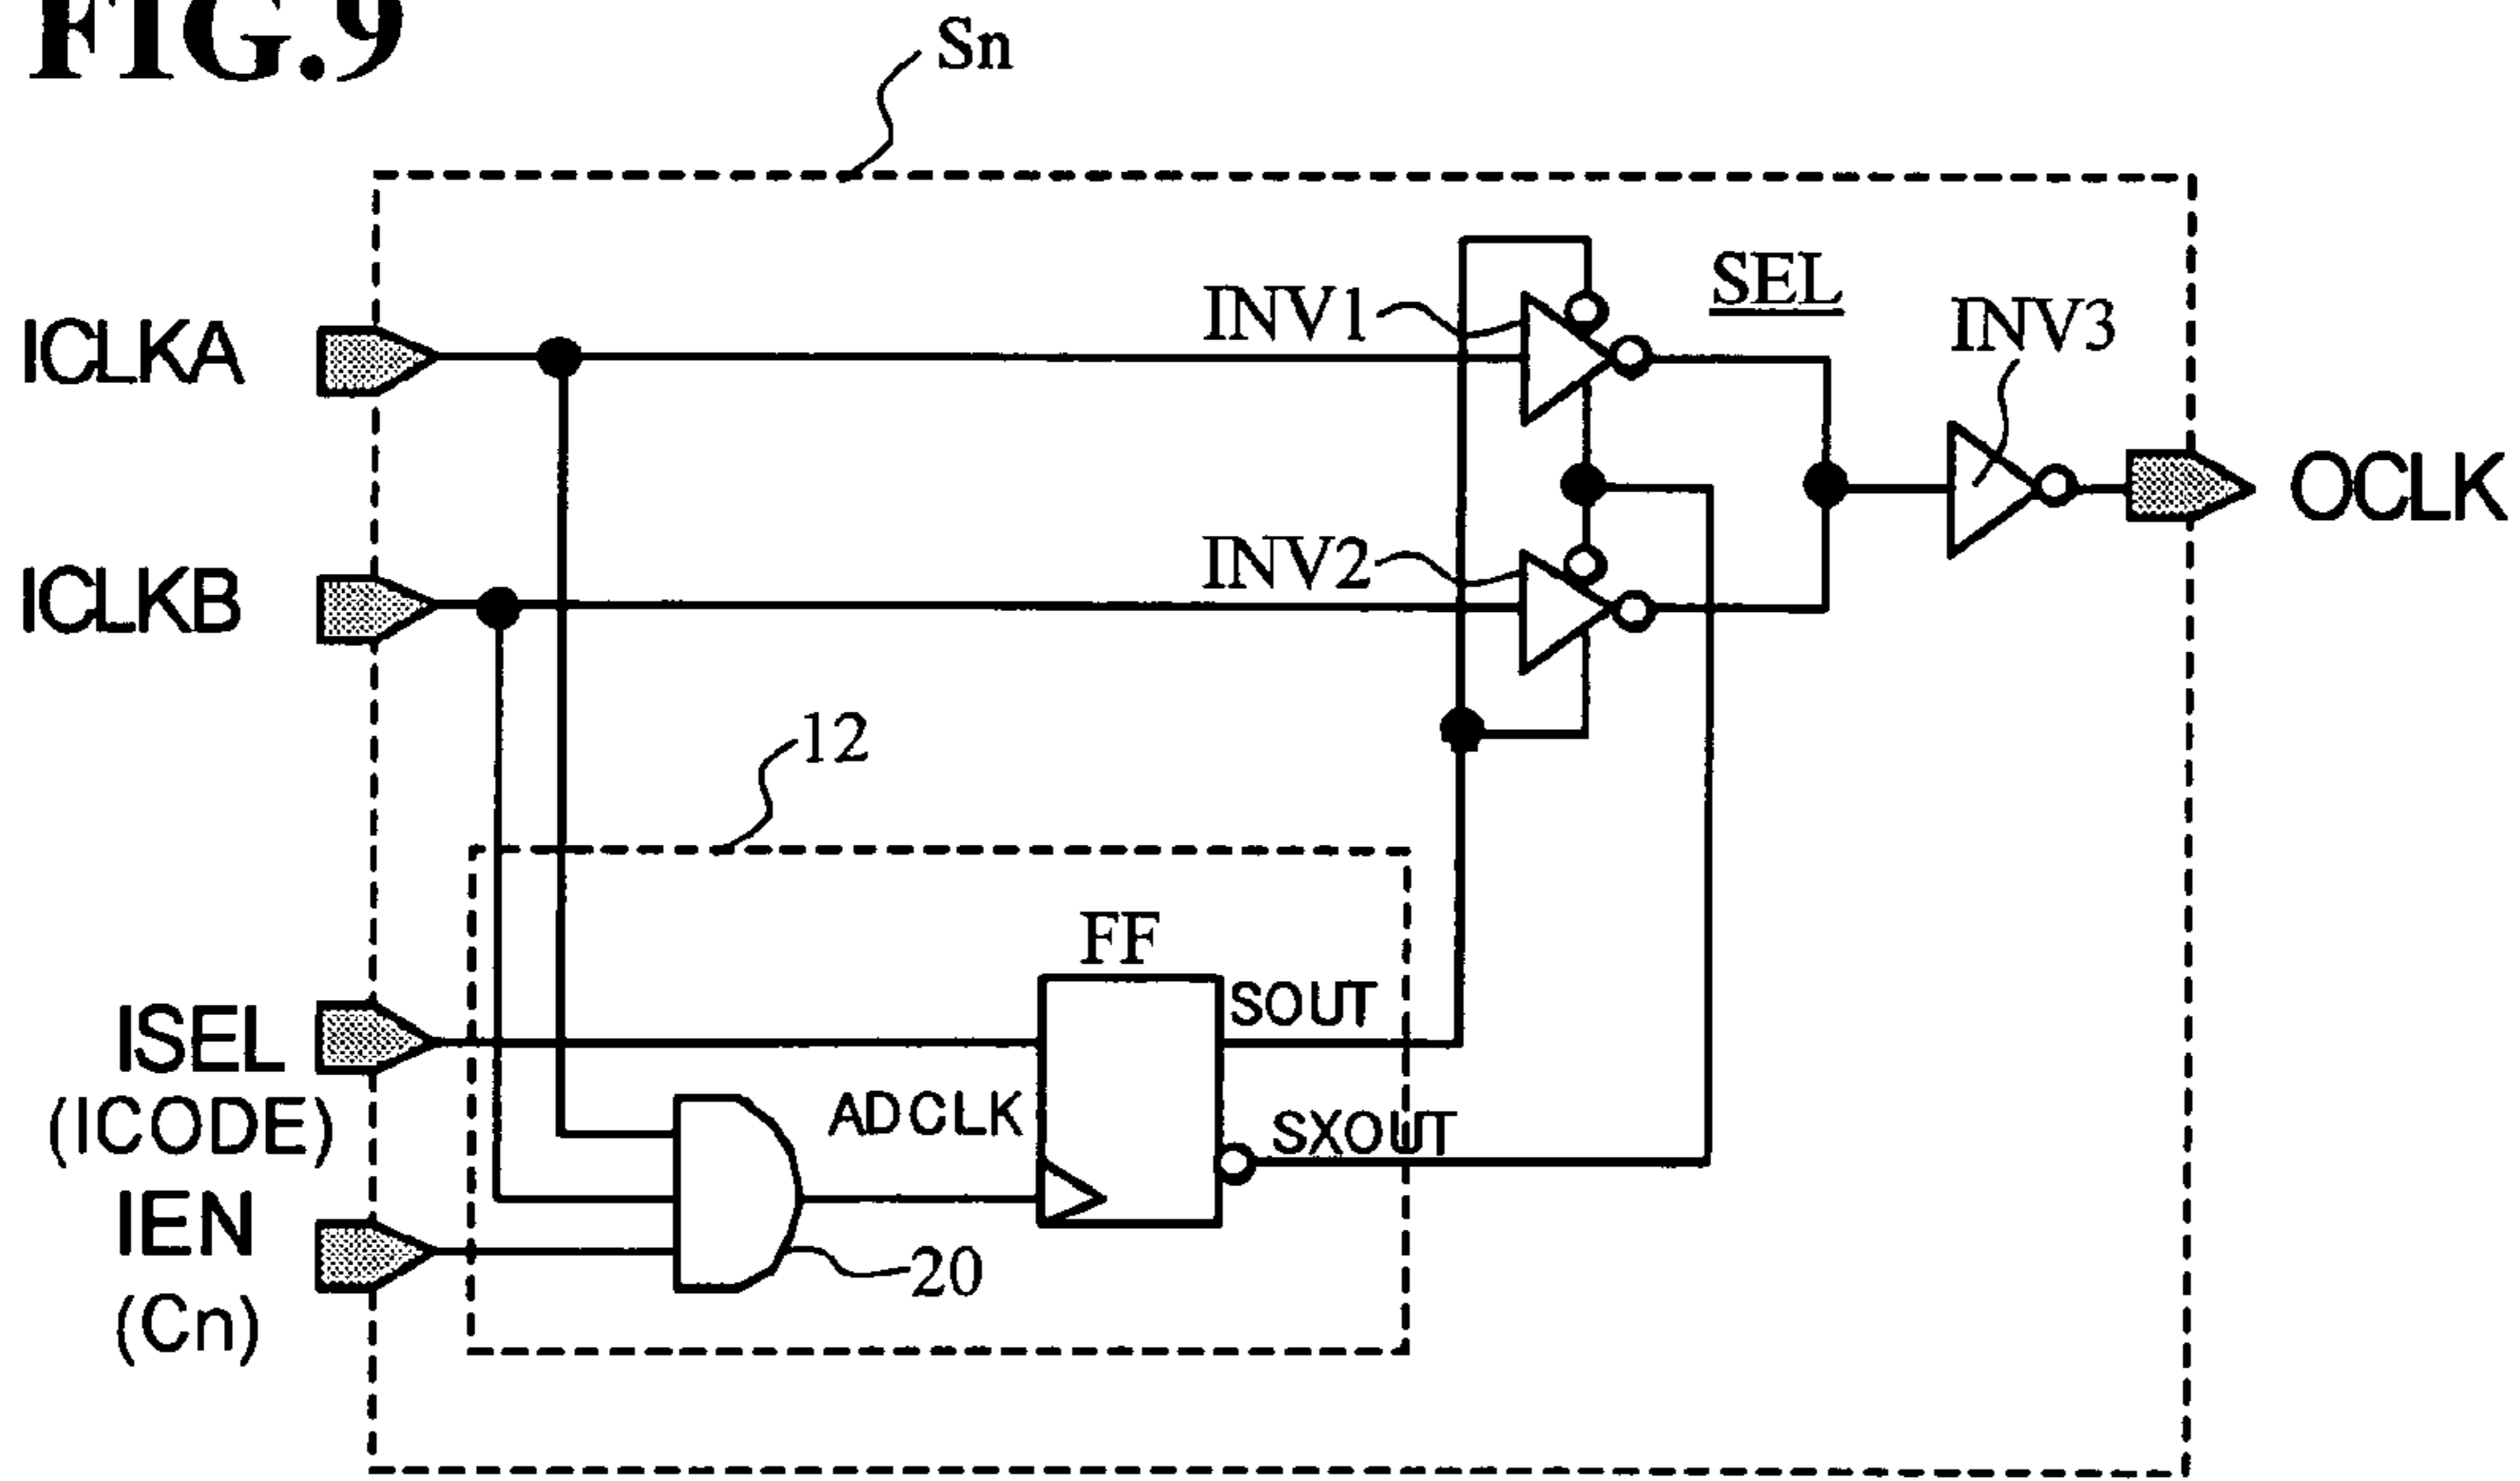 FIG.9
Sn
SEL
INV1
INV3
ICLKA
OCLK
INV2
ICLKB
12
FF
SOUT
ISEL
(ICODE)
ADCLK
SXOUT
IEN
20
(Cn)